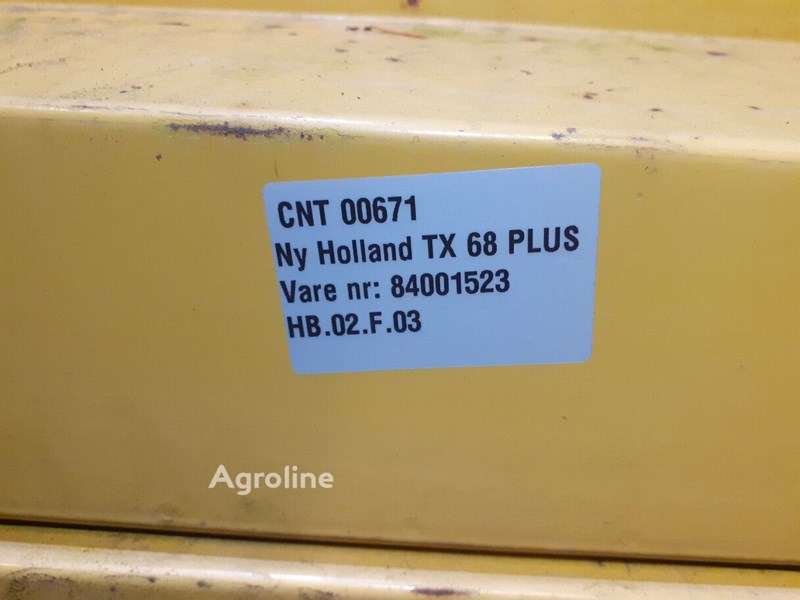 CNT 00671
Ny Holland TX 68 PLUS
Vare nr: 84001523
HB.02.F.03
Agroline